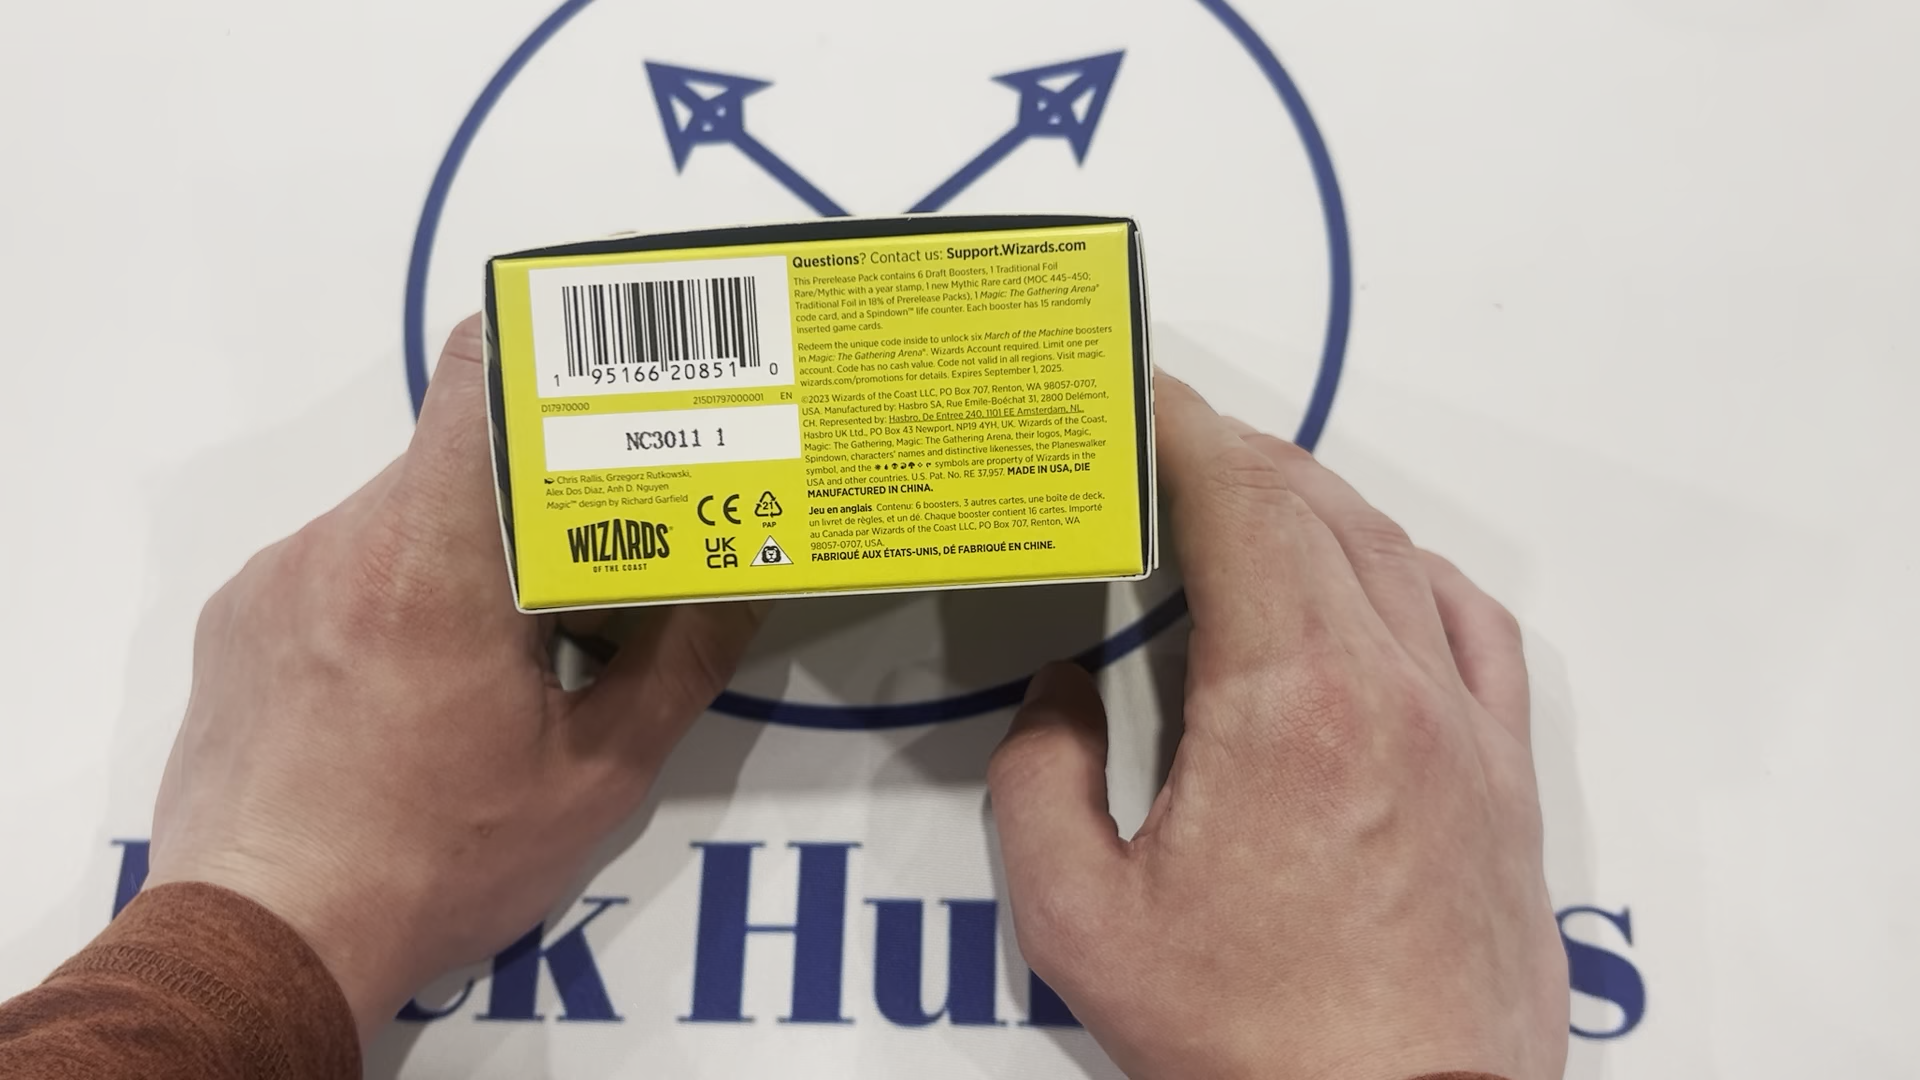 1 95166 20851 0
D17970000 215D1797000001 EN
NC3011 1
Chris Rallis, Grzegorz Rutkowski,
Alex Dos Diaz, Anh D. Nguyen
Magic™ design by Richard Garfield
WIZARDS®
OF THE COAST
CE
21
PAP
UK
CA
Questions? Contact us: Support.Wizards.com
This Prerelease Pack contains 6 Draft Boosters, 1 Traditional Foil
Rare/Mythic with a year stamp, 1 new Mythic Rare card (MOC 445-450;
Traditional Foil in 18% of Prerelease Packs), 1 Magic: The Gathering Arena®
code card, and a Spindown™ life counter. Each booster has 15 randomly
inserted game cards.
Redeem the unique code inside to unlock six March of the Machine boosters
in Magic: The Gathering Arena®. Wizards Account required. Limit one per
account. Code has no cash value. Code not valid in all regions. Visit magic.
wizards.com/promotions for details. Expires September 1, 2025.
©2023 Wizards of the Coast LLC, PO Box 707, Renton, WA 98057-0707,
USA. Manufactured by: Hasbro SA, Rue Emile-Boéchat 31, 2800 Delémont,
CH. Represented by: Hasbro, De Entree 240, 1101 EE Amsterdam, NL.
Hasbro UK Ltd., PO Box 43 Newport, NP19 4YH, UK. Wizards of the Coast,
Magic: The Gathering, Magic: The Gathering Arena, their logos, Magic,
Spindown, characters' names and distinctive likenesses, the Planeswalker
symbol, and the symbols are property of Wizards in the
USA and other countries. U.S. Pat. No. RE 37,957. MADE IN USA, DIE
MANUFACTURED IN CHINA.
Jeu en anglais. Contenu: 6 boosters, 3 autres cartes, une boîte de deck,
un livret de règles, et un dé. Chaque booster contient 16 cartes. Importé
au Canada par Wizards of the Coast LLC, PO Box 707, Renton, WA
98057-0707, USA.
FABRIQUÉ AUX ÉTATS-UNIS, DÉ FABRIQUÉ EN CHINE.